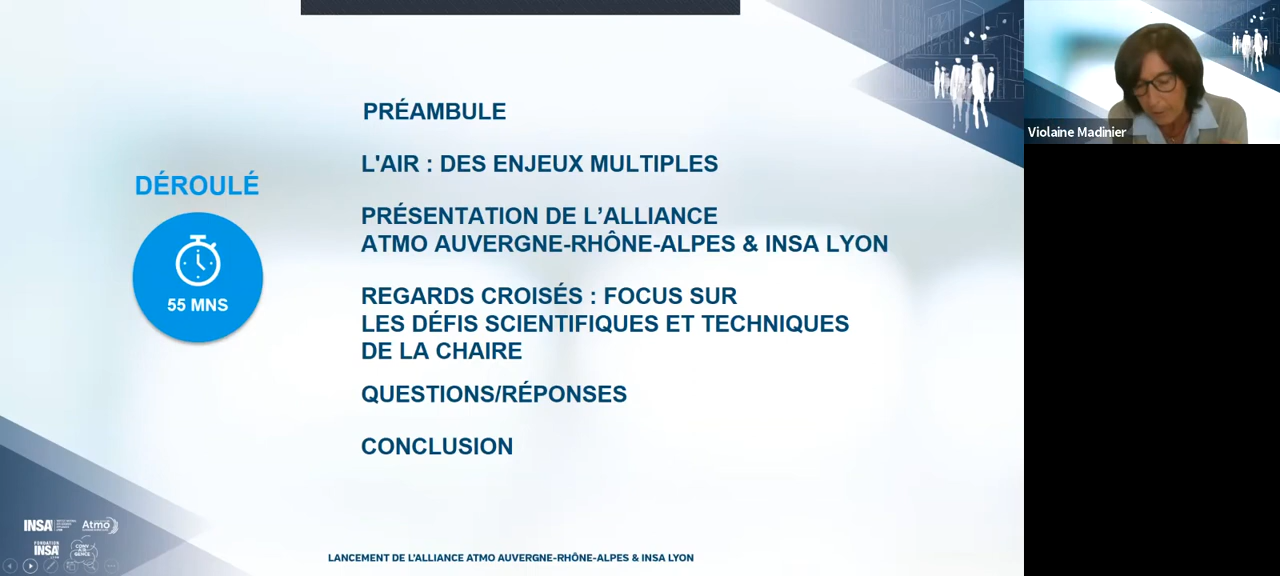 PRÉAMBULE
L'AIR : DES ENJEUX MULTIPLES
DÉROULÉ
55 MNS
PRÉSENTATION DE L’ALLIANCE
ATMO AUVERGNE-RHÔNE-ALPES & INSA LYON
REGARDS CROISÉS : FOCUS SUR
LES DÉFIS SCIENTIFIQUES ET TECHNIQUES
DE LA CHAIRE
QUESTIONS/RÉPONSES
CONCLUSION
Violaine Madinier
INSA
Atmo
FONDATION
INSA
LANCEMENT DE L'ALLIANCE ATMO AUVERGNE-RHÔNE-ALPES & INSA LYON